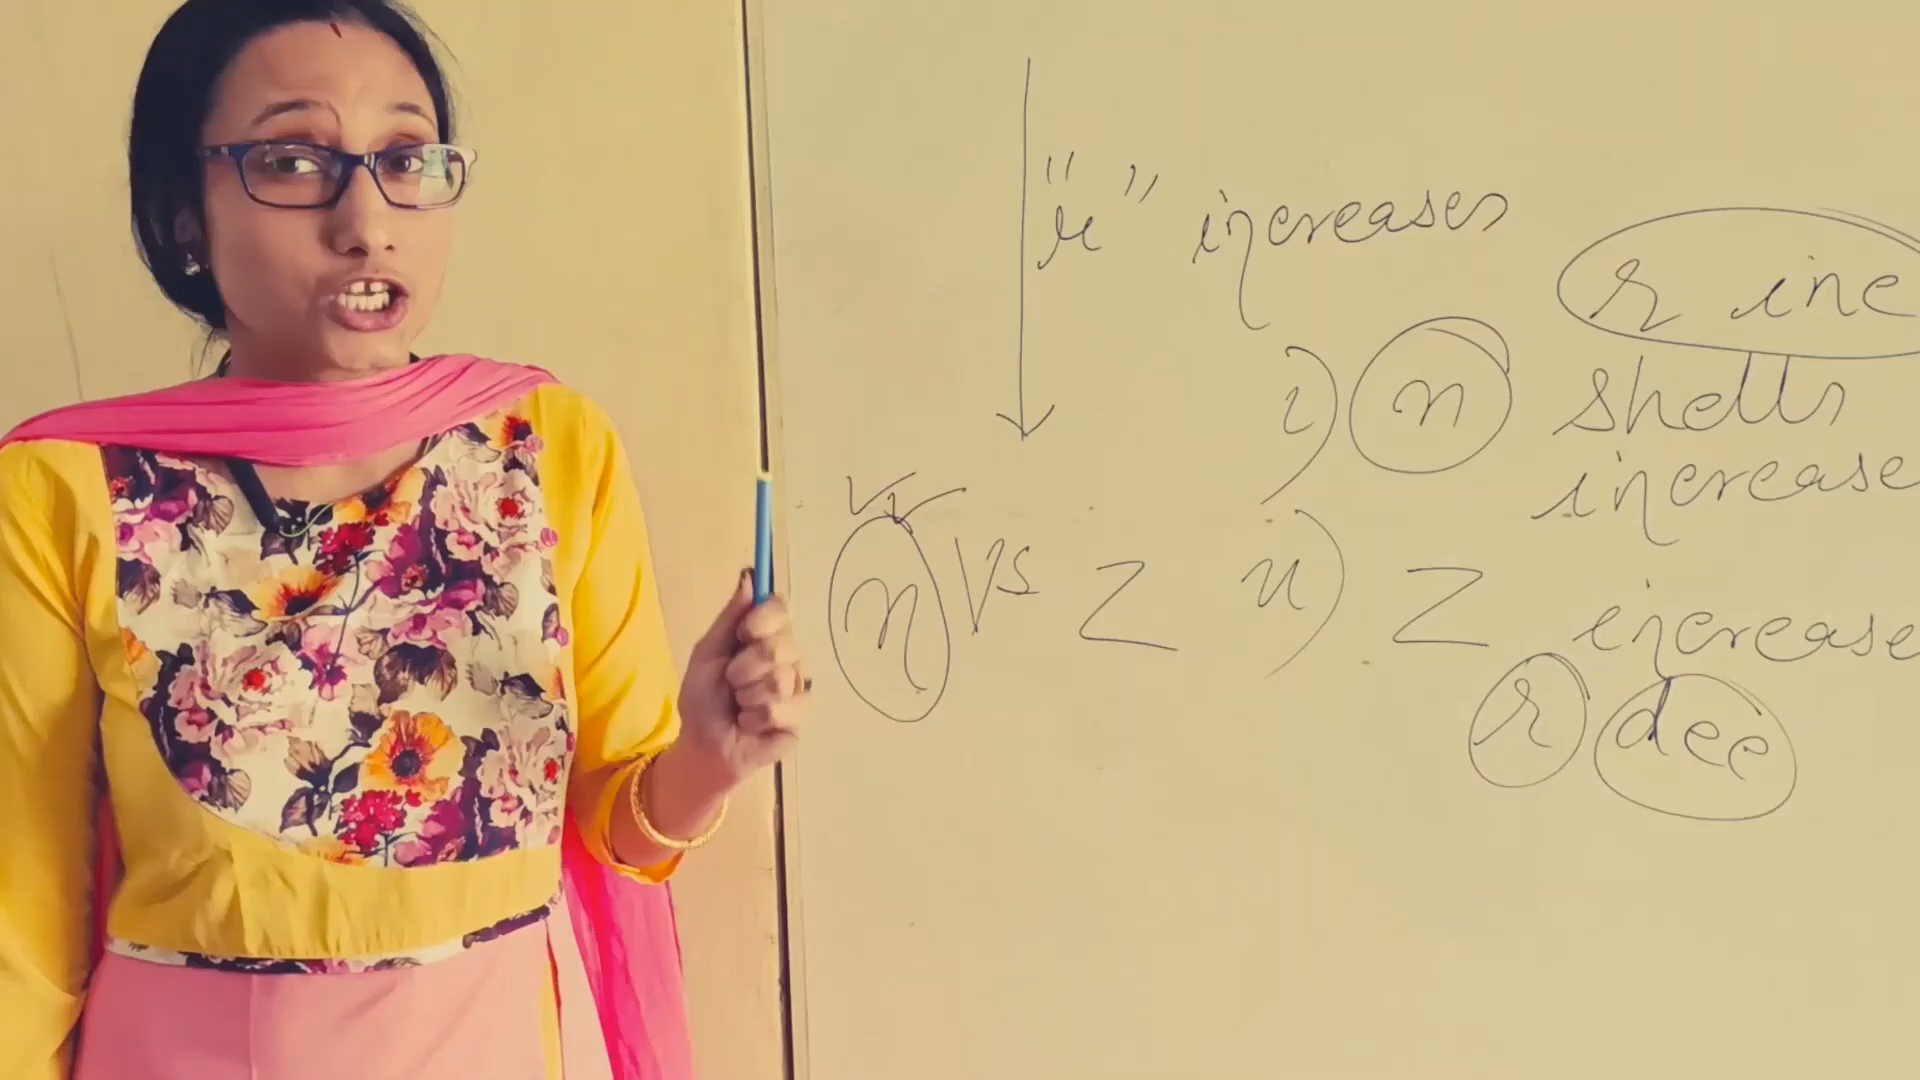 "r" increases
r inc
i) n shells
increase
n Vs Z ii) Z increase
r dec